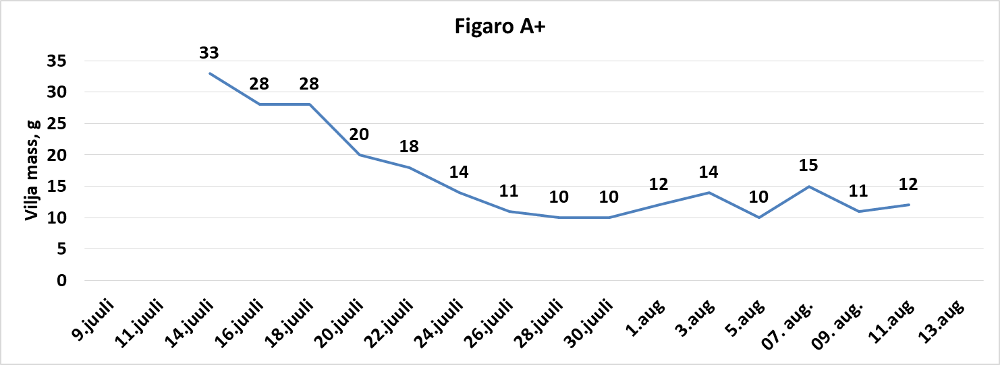 Figaro A+
Vilja mass, g
35
30
25
20
15
10
5
0
33
28
28
20
18
14
11
10
10
12
14
10
15
11
12
9.juuli
11.juuli
14.juuli
16.juuli
18.juuli
20.juuli
22.juuli
24.juuli
26.juuli
28.juuli
30.juuli
1.aug
3.aug
5.aug
07. aug.
09. aug.
11.aug
13.aug